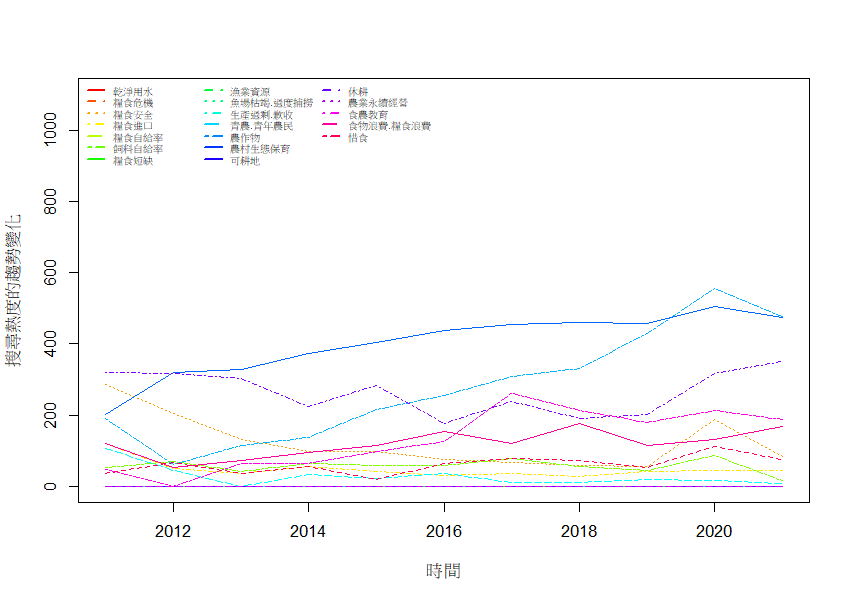 乾淨用水
糧食危機
糧食安全
糧食進口
糧食自給率
飼料自給率
糧食短缺
漁業資源
魚場枯竭.過度捕撈
生產過剩.歉收
青農.青年農民
農作物
農村生態保育
可耕地
休耕
農業永續經營
食農教育
食物浪費.糧食浪費
惜食
搜尋熱度的趨勢變化
1000
800
600
400
200
0
2012 2014 2016 2018 2020
時間